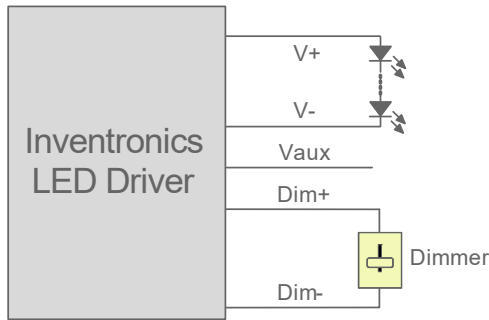 V+
V-
Inventronics
LED Driver
Vaux
Dim+
Dimmer
Dim-